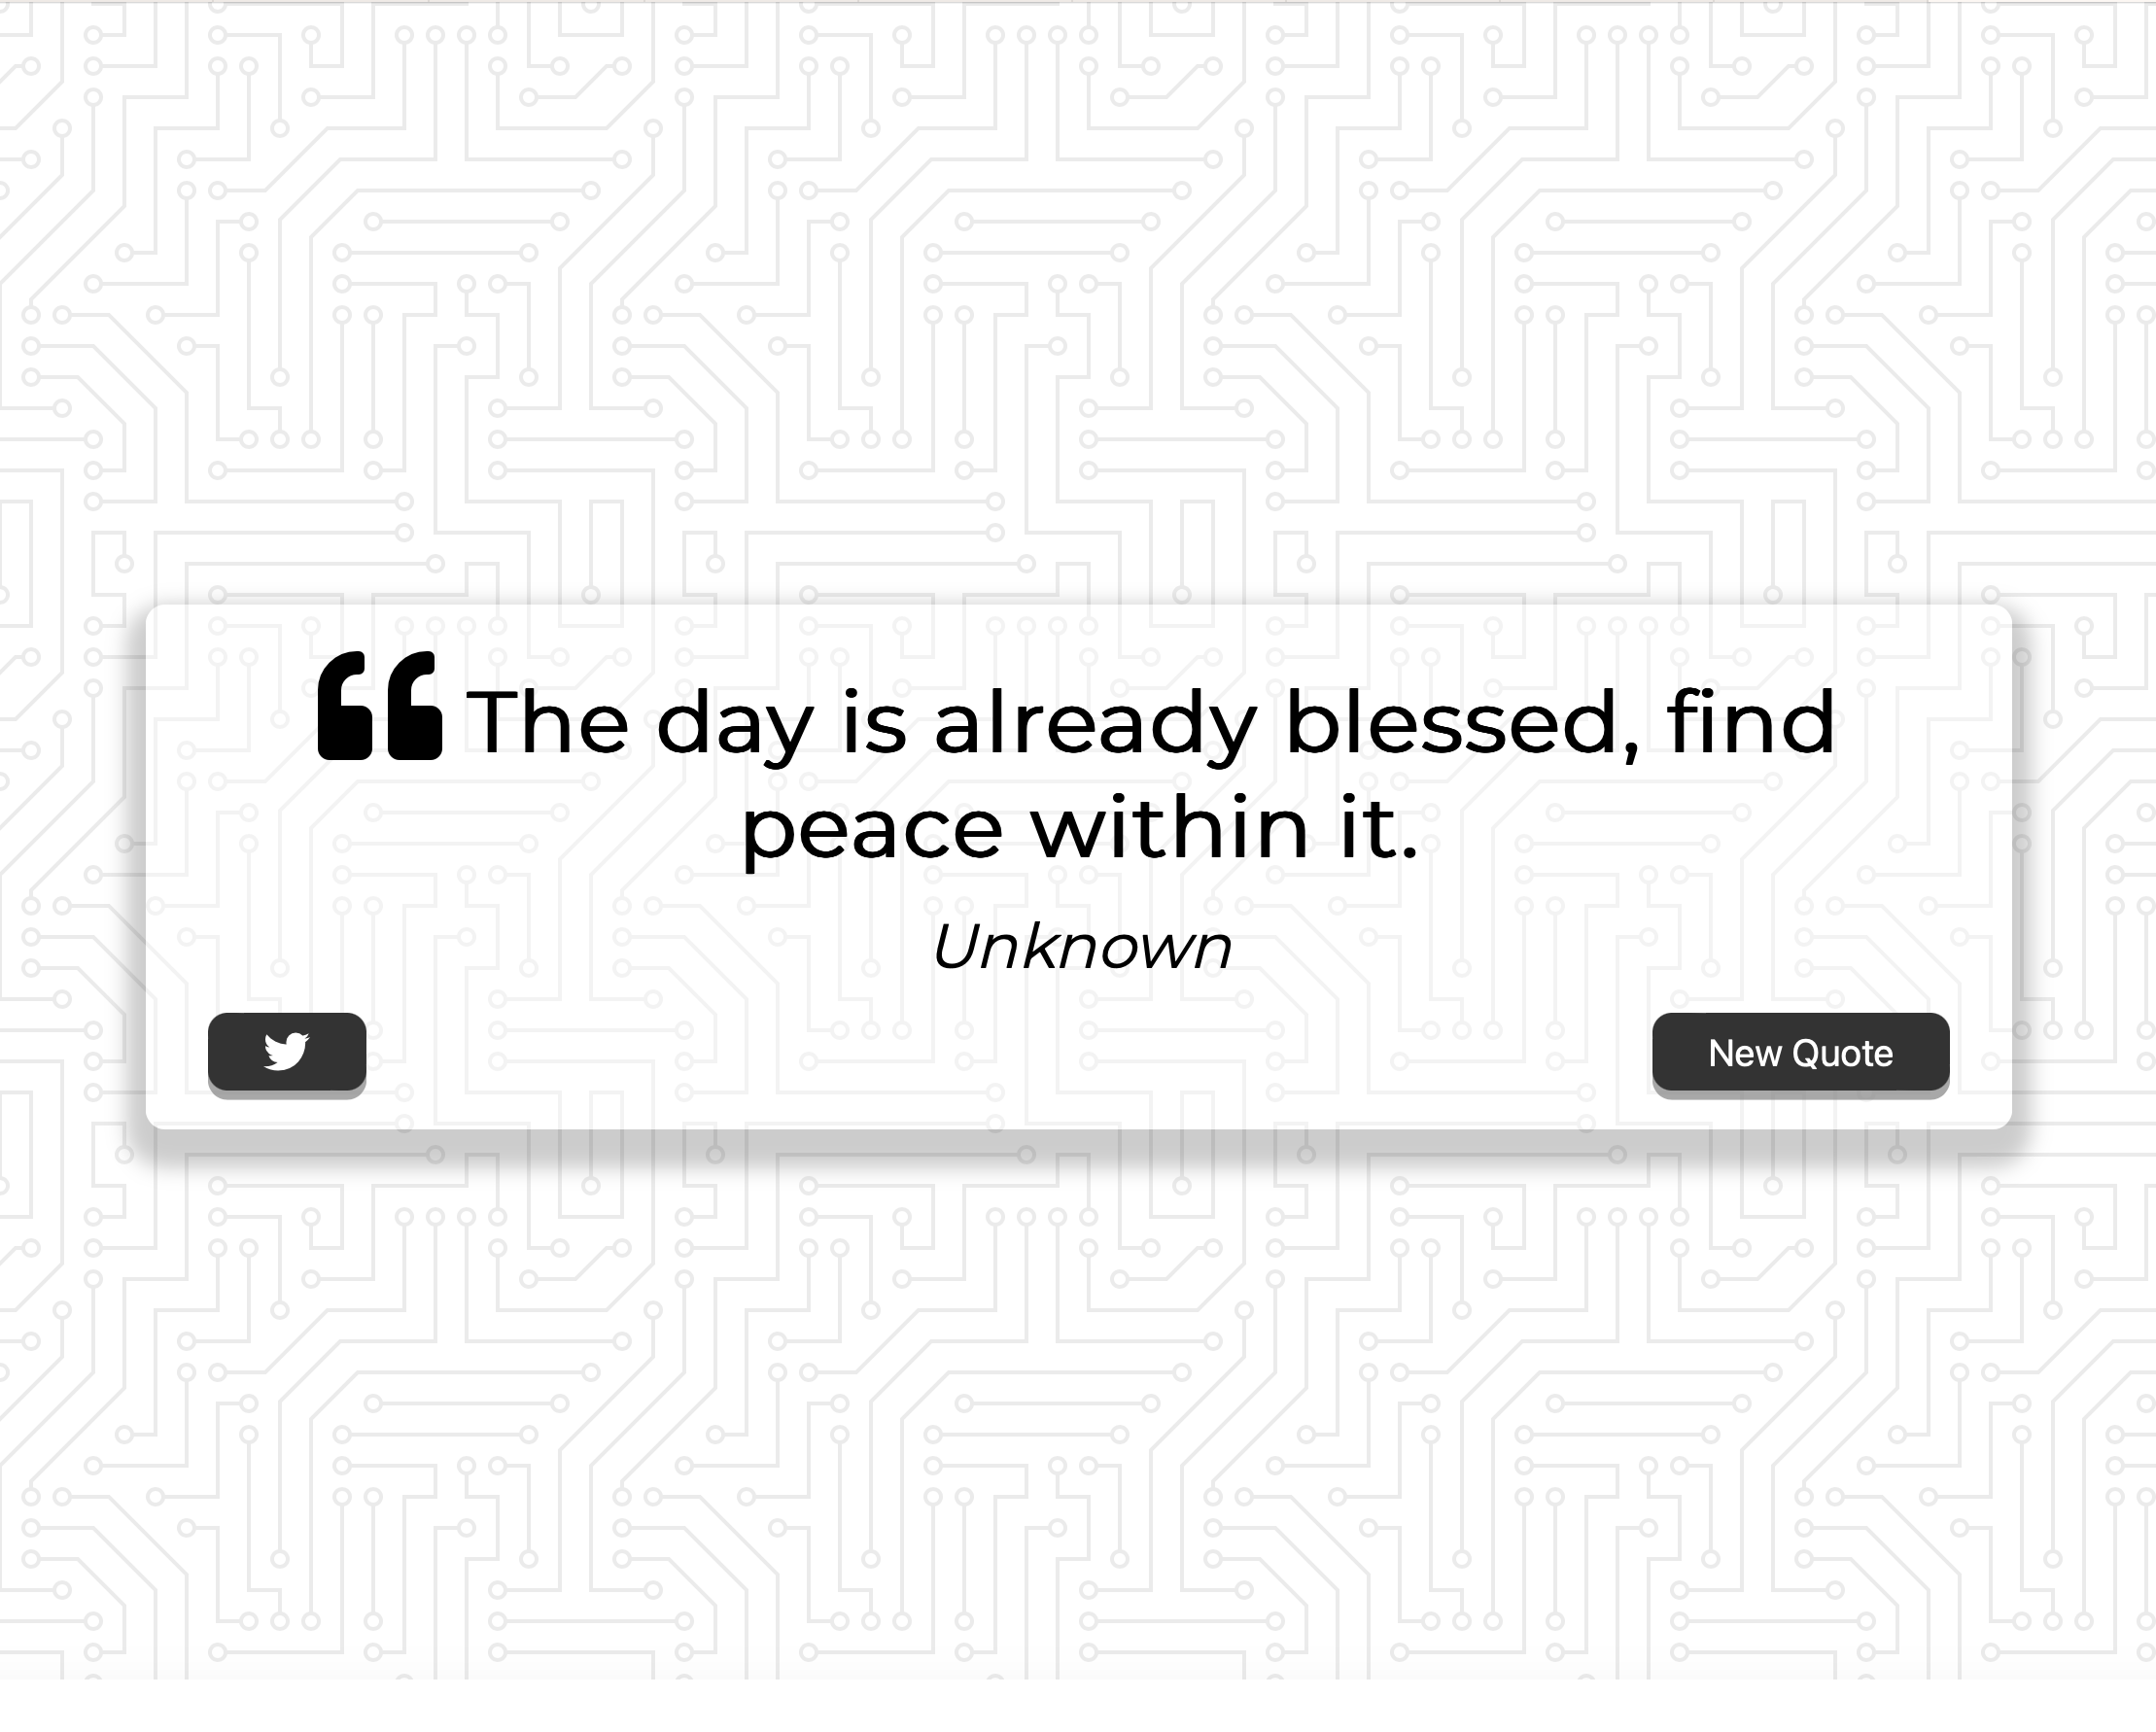 ❝ The day is already blessed, find
peace within it.
Unknown
New Quote